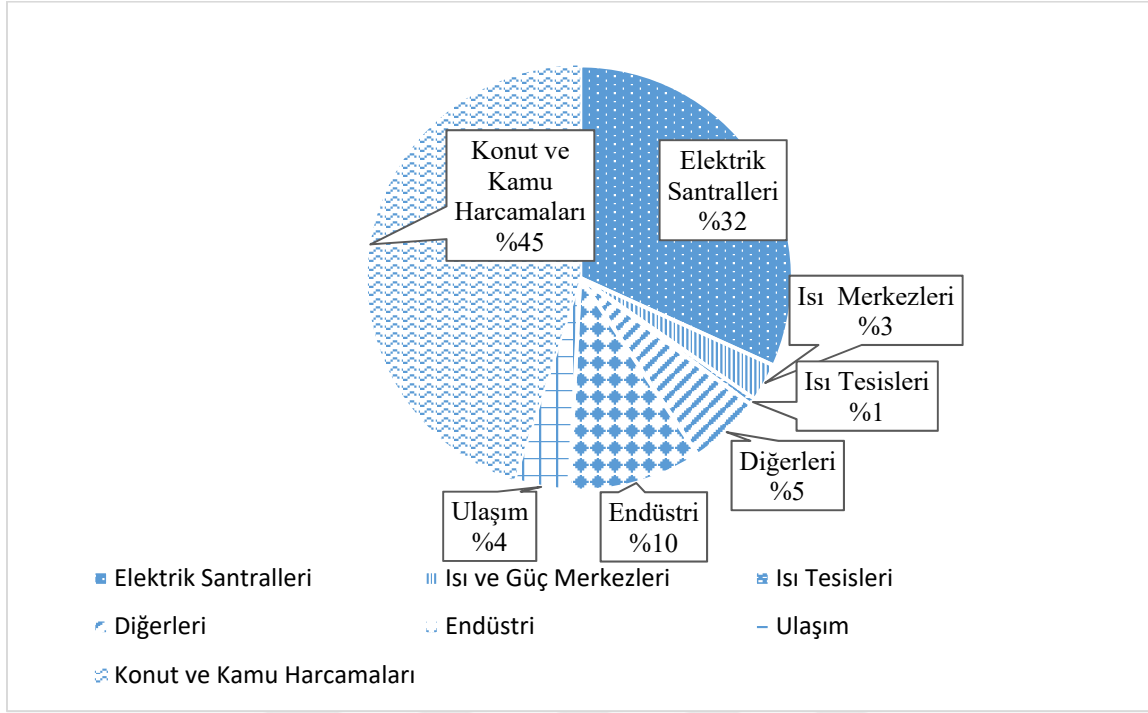 Konut ve
Kamu
Harcamaları
%45
Elektrik
Santralleri
%32
Isı  Merkezleri
%3
Isı Tesisleri
%1
Diğerleri
%5
Endüstri
%10
Ulaşım
%4
Elektrik Santralleri
Isı ve Güç Merkezleri
Isı Tesisleri
Diğerleri
Endüstri
Ulaşım
Konut ve Kamu Harcamaları